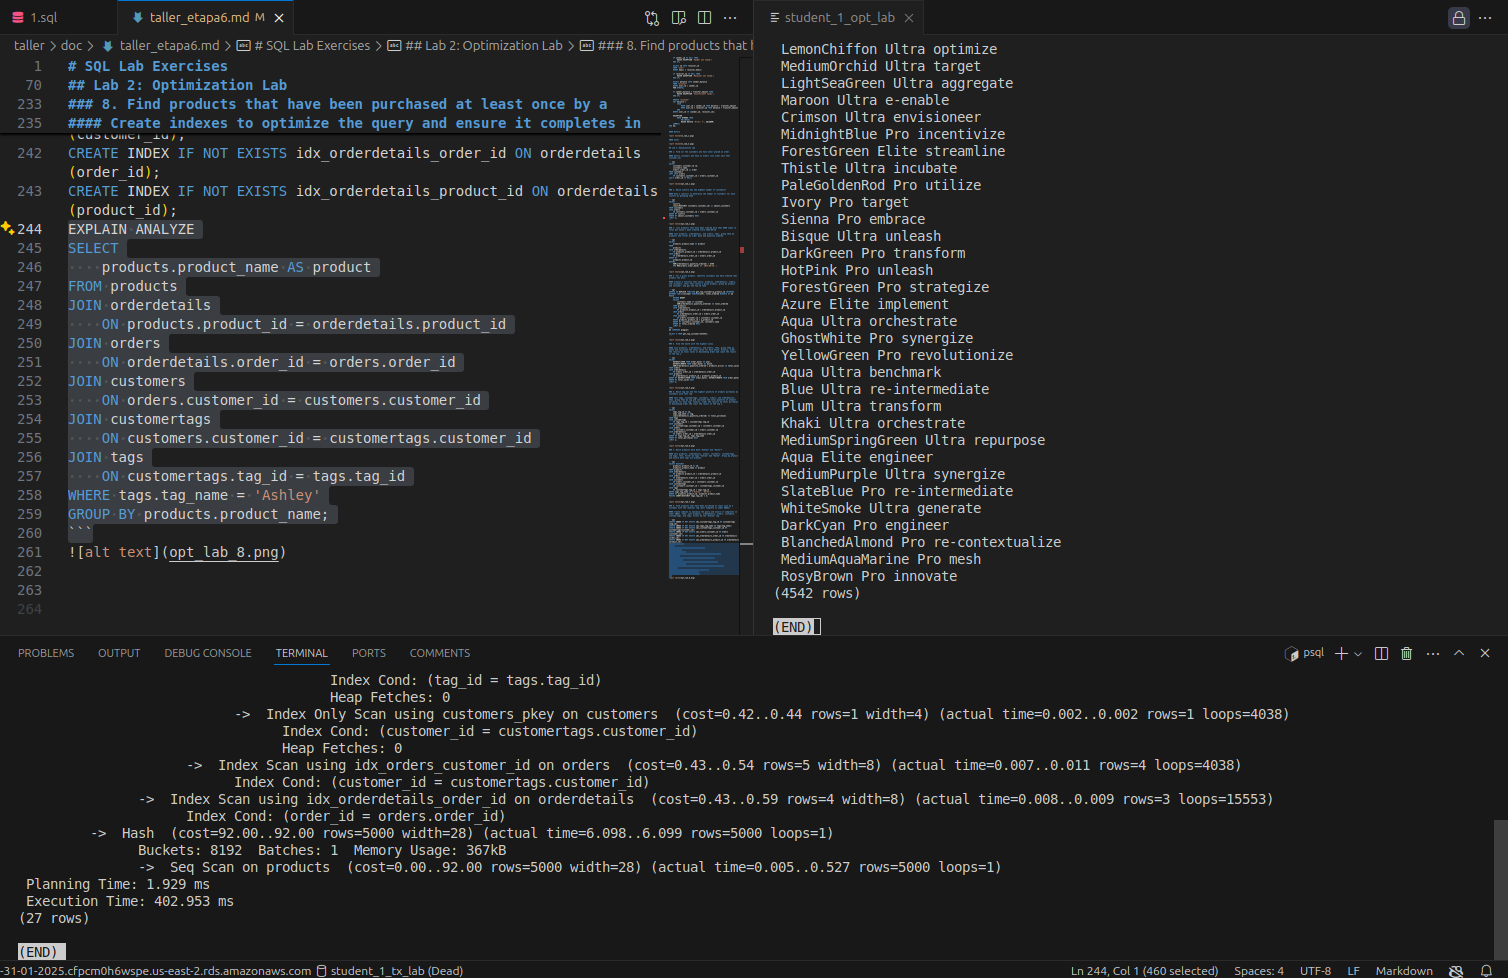 1.sql
taller_etapa6.md M
taller > doc > taller_etapa6.md > # SQL Lab Exercises > ## Lab 2: Optimization Lab > ### 8. Find products that h
1 # SQL Lab Exercises
70 ## Lab 2: Optimization Lab
233 ### 8. Find products that have been purchased at least once by a
235 #### Create indexes to optimize the query and ensure it completes in
(customer_id);
242 CREATE INDEX IF NOT EXISTS idx_orderdetails_order_id ON orderdetails
(order_id);
243 CREATE INDEX IF NOT EXISTS idx_orderdetails_product_id ON orderdetails
(product_id);
244 EXPLAIN ANALYZE
245 SELECT
246 products.product_name AS product
247 FROM products
248 JOIN orderdetails
249 ON products.product_id = orderdetails.product_id
250 JOIN orders
251 ON orderdetails.order_id = orders.order_id
252 JOIN customers
253 ON orders.customer_id = customers.customer_id
254 JOIN customertags
255 ON customers.customer_id = customertags.customer_id
256 JOIN tags
257 ON customertags.tag_id = tags.tag_id
258 WHERE tags.tag_name = 'Ashley'
259 GROUP BY products.product_name;
260 ```
261 ![alt text](opt_lab_8.png)
262
263
264
student_1_opt_lab
LemonChiffon Ultra optimize
MediumOrchid Ultra target
LightSeaGreen Ultra aggregate
Maroon Ultra e-enable
Crimson Ultra envisioneer
MidnightBlue Pro incentivize
ForestGreen Elite streamline
Thistle Ultra incubate
PaleGoldenRod Pro utilize
Ivory Pro target
Sienna Pro embrace
Bisque Ultra unleash
DarkGreen Pro transform
HotPink Pro unleash
ForestGreen Pro strategize
Azure Elite implement
Aqua Ultra orchestrate
GhostWhite Pro synergize
YellowGreen Pro revolutionize
Aqua Ultra benchmark
Blue Ultra re-intermediate
Plum Ultra transform
Khaki Ultra orchestrate
MediumSpringGreen Ultra repurpose
Aqua Elite engineer
MediumPurple Ultra synergize
SlateBlue Pro re-intermediate
WhiteSmoke Ultra generate
DarkCyan Pro engineer
BlanchedAlmond Pro re-contextualize
MediumAquaMarine Pro mesh
RosyBrown Pro innovate
(4542 rows)
(END)
PROBLEMS OUTPUT DEBUG CONSOLE TERMINAL PORTS COMMENTS
psql
Index Cond: (tag_id = tags.tag_id)
Heap Fetches: 0
-> Index Only Scan using customers_pkey on customers (cost=0.42..0.44 rows=1 width=4) (actual time=0.002..0.002 rows=1 loops=4038)
Index Cond: (customer_id = customertags.customer_id)
Heap Fetches: 0
-> Index Scan using idx_orders_customer_id on orders (cost=0.43..0.54 rows=5 width=8) (actual time=0.007..0.011 rows=4 loops=4038)
Index Cond: (customer_id = customertags.customer_id)
-> Index Scan using idx_orderdetails_order_id on orderdetails (cost=0.43..0.59 rows=4 width=8) (actual time=0.008..0.009 rows=3 loops=15553)
Index Cond: (order_id = orders.order_id)
-> Hash (cost=92.00..92.00 rows=5000 width=28) (actual time=6.098..6.099 rows=5000 loops=1)
Buckets: 8192 Batches: 1 Memory Usage: 367kB
-> Seq Scan on products (cost=0.00..92.00 rows=5000 width=28) (actual time=0.005..0.527 rows=5000 loops=1)
Planning Time: 1.929 ms
Execution Time: 402.953 ms
(27 rows)
(END)
-31-01-2025.cfpcm0h6wspe.us-east-2.rds.amazonaws.com student_1_tx_lab (Dead)
Ln 244, Col 1 (460 selected) Spaces: 4 UTF-8 LF Markdown